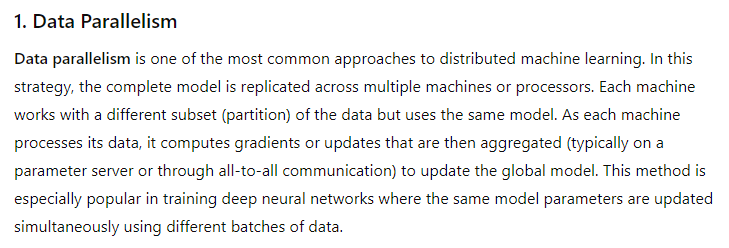 1. Data Parallelism
Data parallelism is one of the most common approaches to distributed machine learning. In this
strategy, the complete model is replicated across multiple machines or processors. Each machine
works with a different subset (partition) of the data but uses the same model. As each machine
processes its data, it computes gradients or updates that are then aggregated (typically on a
parameter server or through all-to-all communication) to update the global model. This method is
especially popular in training deep neural networks where the same model parameters are updated
simultaneously using different batches of data.